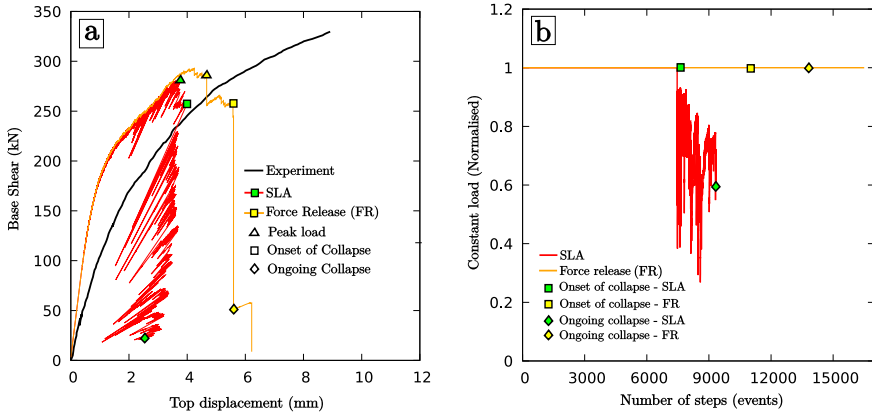 a
350
300
250
200
150
100
50
0
Base Shear (kN)
0
2
4
6
8
10
12
Top displacement (mm)
Experiment
SLA
Force Release (FR)
Peak load
Onset of Collapse
Ongoing Collapse
b
1.2
1
0.8
0.6
0.4
0.2
0
Constant load (Normalised)
0
3000
6000
9000
12000
15000
Number of steps (events)
SLA
Force release (FR)
Onset of collapse - SLA
Onset of collapse - FR
Ongoing collapse - SLA
Ongoing collapse - FR